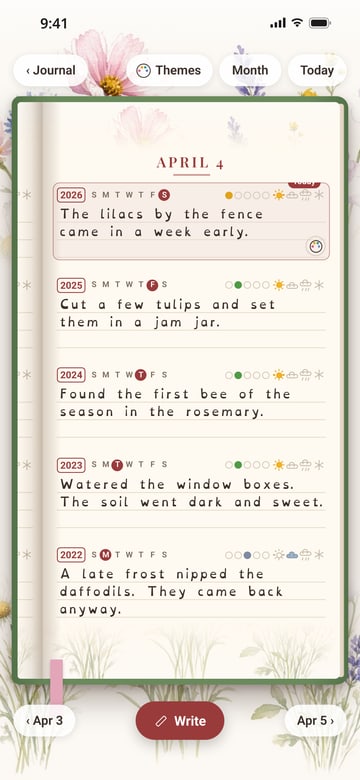 9:41
‹ Journal
Themes
Month
Today
APRIL 4
2026 S M T W T F S
The lilacs by the fence
came in a week early.
2025 S M T W T F S
Cut a few tulips and set
them in a jam jar.
2024 S M T W T F S
Found the first bee of the
season in the rosemary.
2023 S M T W T F S
Watered the window boxes.
The soil went dark and sweet.
2022 S M T W T F S
A late frost nipped the
daffodils. They came back
anyway.
‹ Apr 3
Write
Apr 5 ›